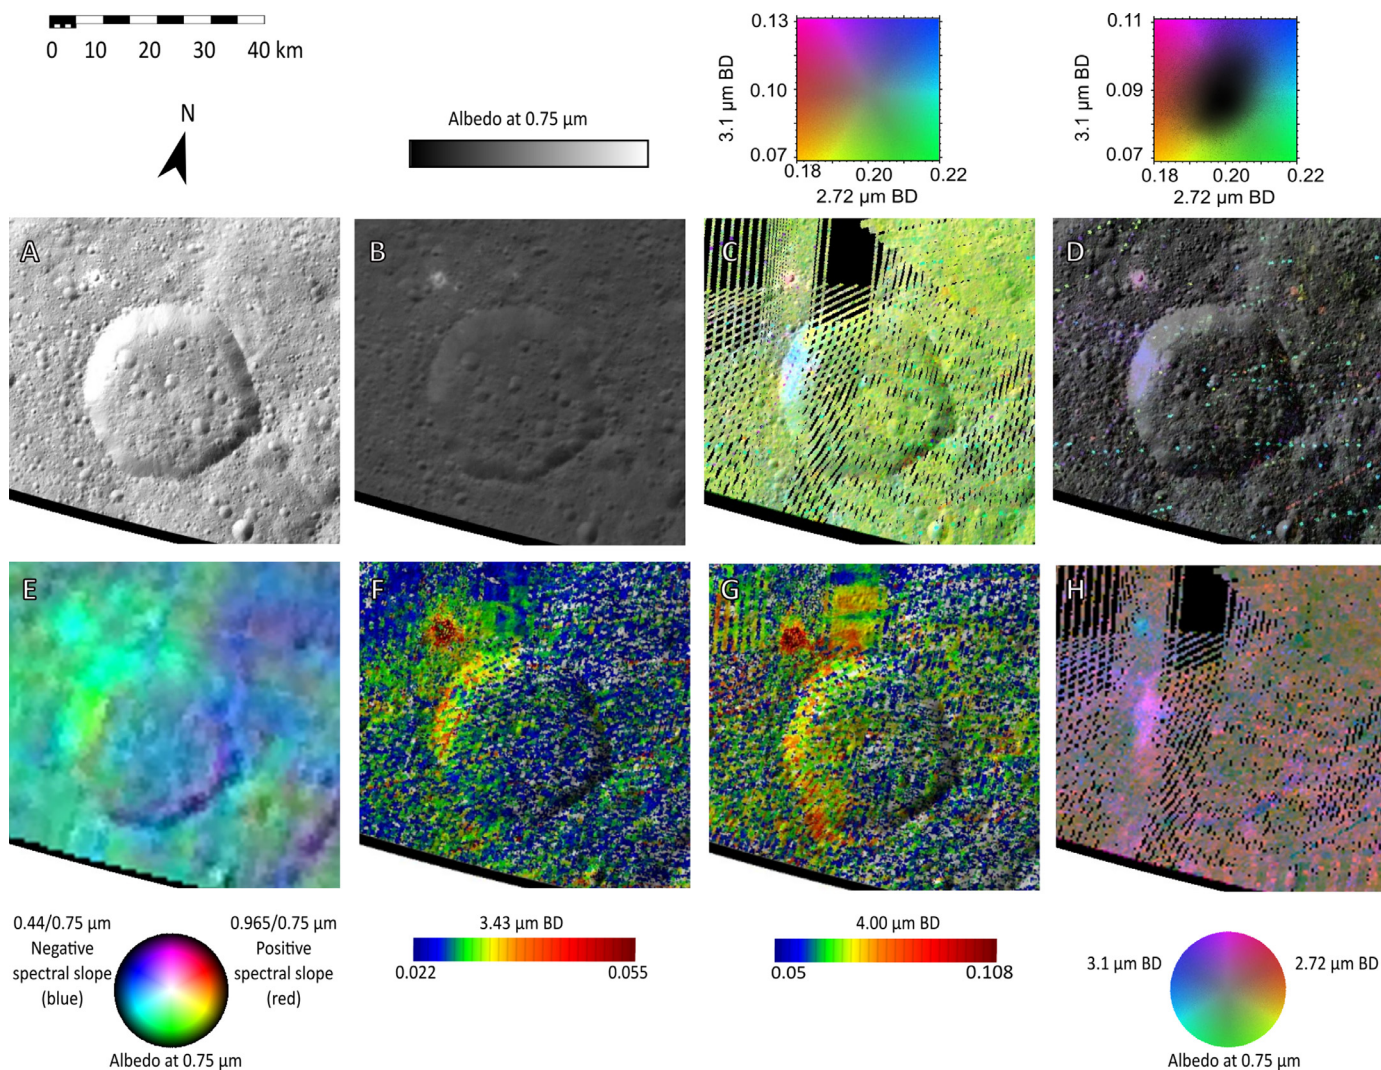 0 10 20 30 40 km
N
Albedo at 0.75 µm
0.13
0.10
0.07
3.1 µm BD
0.18 0.20 0.22
2.72 µm BD
0.11
0.09
0.07
3.1 µm BD
0.18 0.20 0.22
2.72 µm BD
A
B
C
D
E
F
G
H
0.44/0.75 µm
Negative
spectral slope
(blue)
0.965/0.75 µm
Positive
spectral slope
(red)
Albedo at 0.75 µm
3.43 µm BD
0.022 0.055
4.00 µm BD
0.05 0.108
3.1 µm BD
2.72 µm BD
Albedo at 0.75 µm